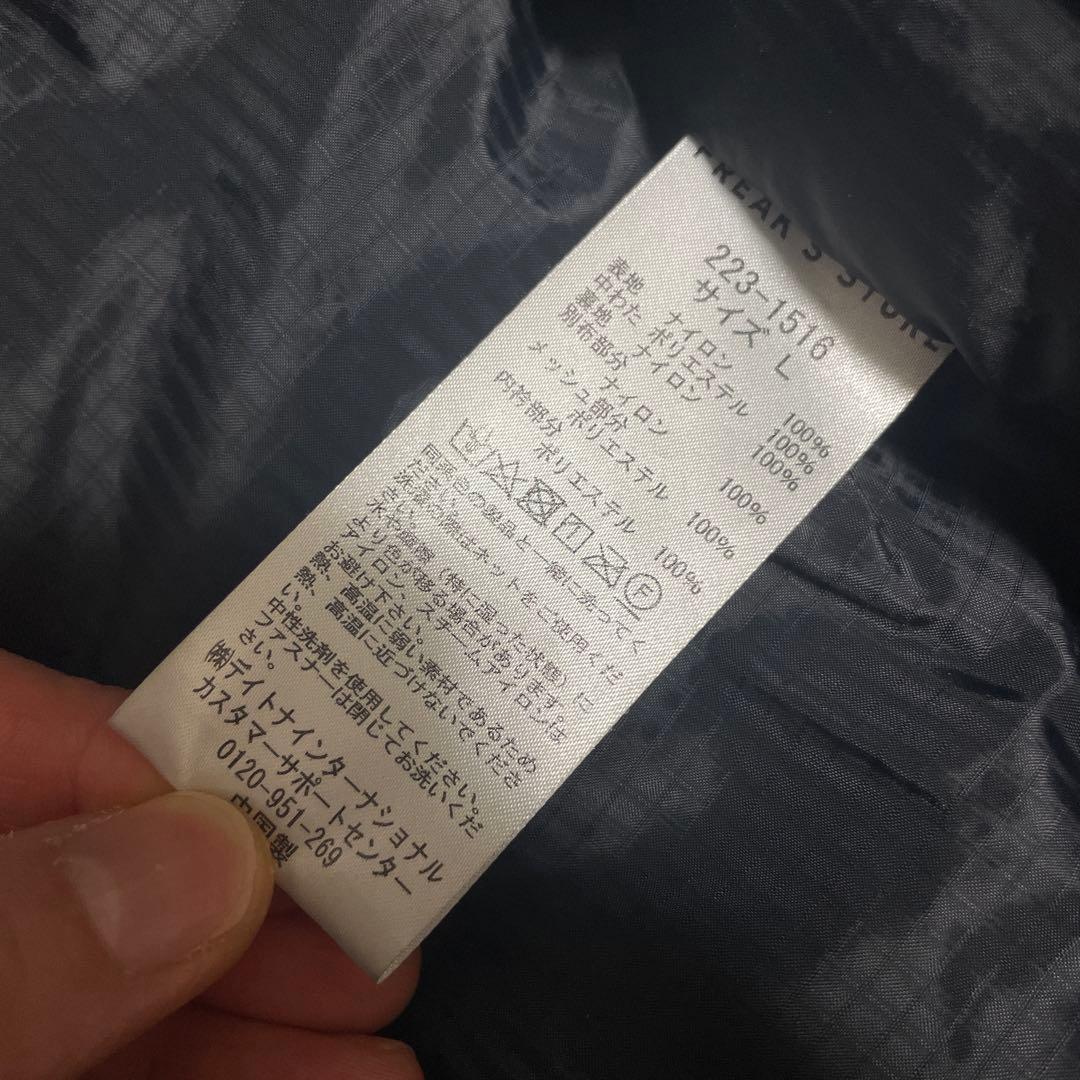 FREAK'S STORE
223-1516
サイズ L
表地 ナイロン 100%
中わた ポリエステル 100%
裏地 ナイロン 100%
別布部分
ナイロン 100%
メッシュ部分
ポリエステル 100%
内衿部分
ポリエステル 100%
F
同系色の製品と一緒に洗ってく
ださい。
洗濯の際はネットをご使用くだ
さい。
水や摩擦（特に湿った状態）に
より色が移る場合があります。
アイロン、スチームアイロンは
お避け下さい。
熱、高温に弱い素材であるため
熱、高温に近づけないでくださ
い。
中性洗剤を使用してください。
ファスナーは閉じてお洗いくだ
さい。
㈱デイトナインターナショナル
カスタマーサポートセンター
0120-951-269
中国製